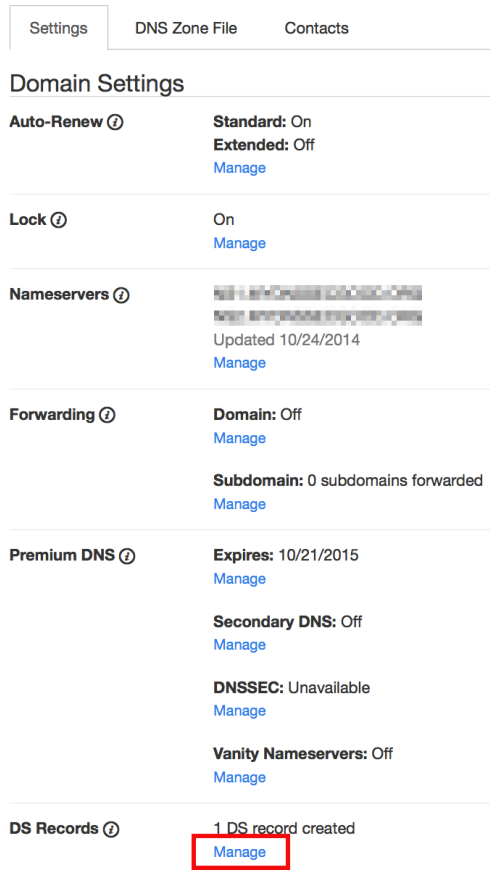 Settings
DNS Zone File
Contacts
Domain Settings
Auto-Renew
Standard: On
Extended: Off
Manage
Lock
On
Manage
Nameservers
Updated 10/24/2014
Manage
Forwarding
Domain: Off
Manage
Subdomain: 0 subdomains forwarded
Manage
Premium DNS
Expires: 10/21/2015
Manage
Secondary DNS: Off
Manage
DNSSEC: Unavailable
Manage
Vanity Nameservers: Off
Manage
DS Records
1 DS record created
Manage